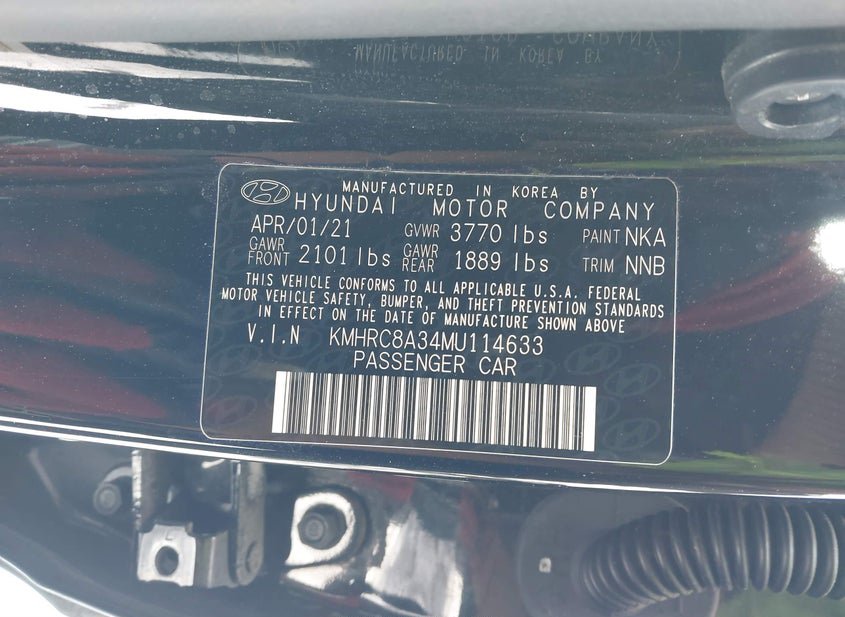 MANUFACTURED IN KOREA BY
HYUNDAI MOTOR COMPANY
APR/01/21 GVWR 3770 lbs PAINT NKA
GAWR FRONT 2101 lbs GAWR REAR 1889 lbs TRIM NNB
THIS VEHICLE CONFORMS TO ALL APPLICABLE U.S.A. FEDERAL
MOTOR VEHICLE SAFETY, BUMPER, AND THEFT PREVENTION STANDARDS
IN EFFECT ON THE DATE OF MANUFACTURE SHOWN ABOVE
V.I.N KMHRC8A34MU114633
PASSENGER CAR